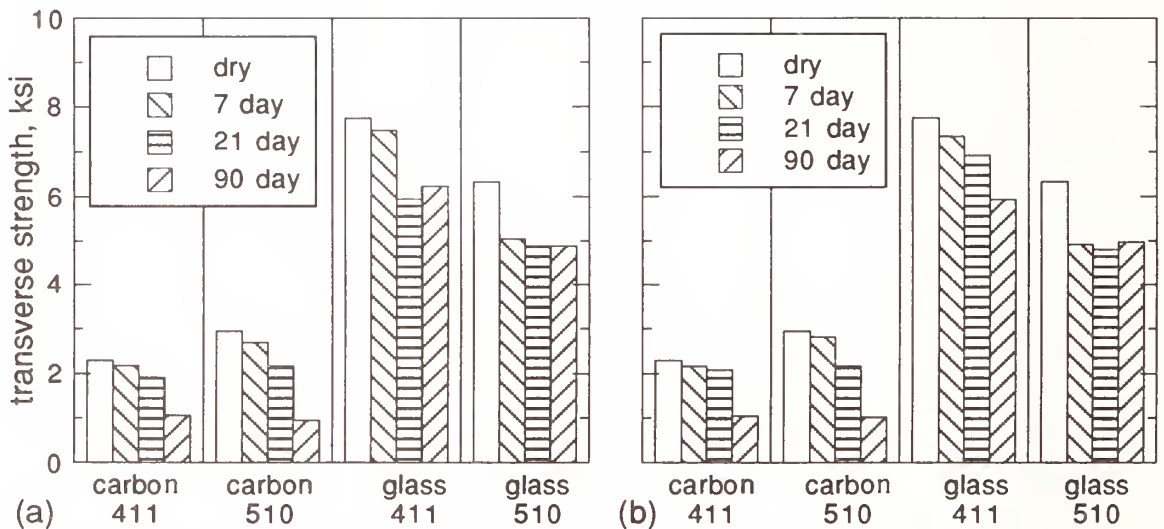 transverse strength, ksi
10
8
6
4
2
0
dry
7 day
21 day
90 day
carbon 411
carbon 510
glass 411
glass 510
(a)
dry
7 day
21 day
90 day
carbon 411
carbon 510
glass 411
glass 510
(b)